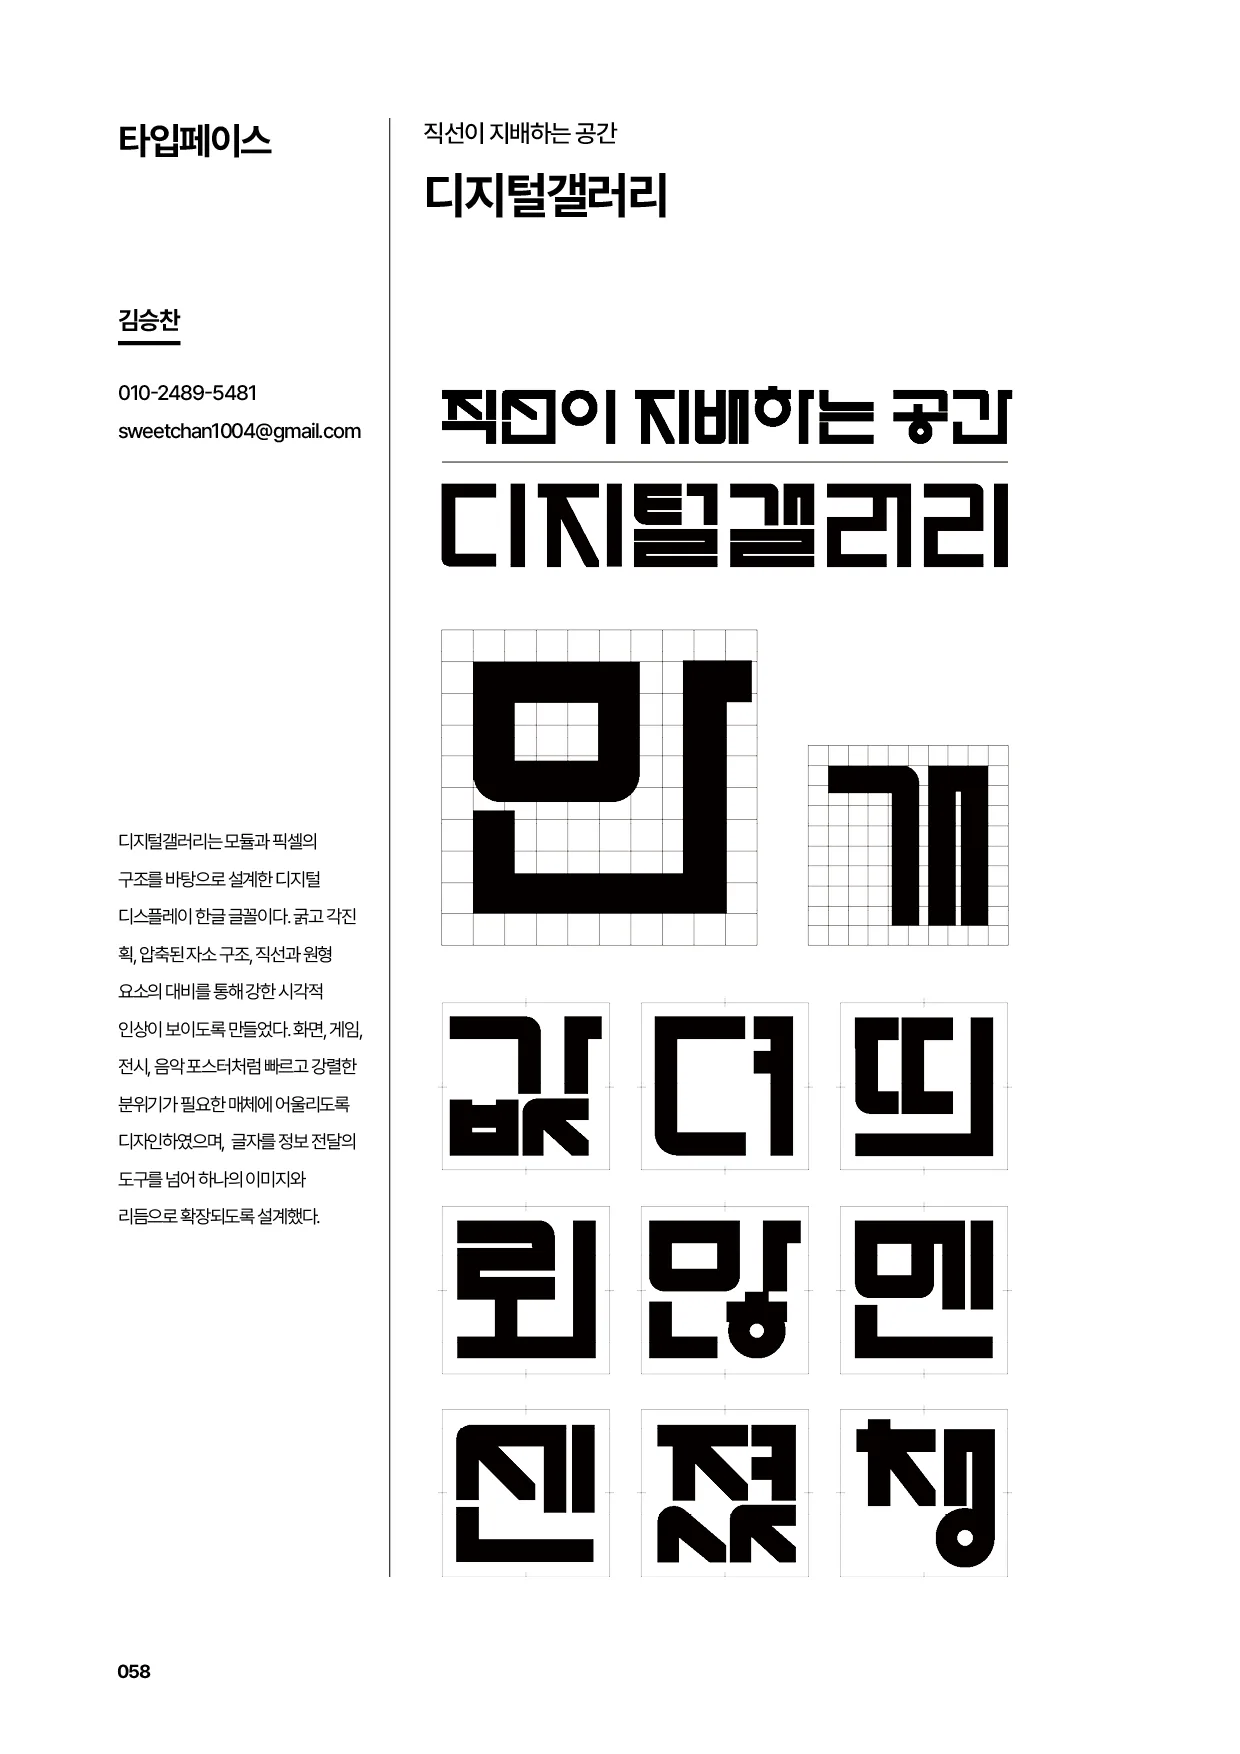 타입페이스
김승찬
010-2489-5481
sweetchan1004@gmail.com
디지털갤러리는 모듈과 픽셀의
구조를 바탕으로 설계한 디지털
디스플레이 한글 글꼴이다. 굵고 각진
획, 압축된 자소 구조, 직선과 원형
요소의 대비를 통해 강한 시각적
인상이 보이도록 만들었다. 화면, 게임,
전시, 음악 포스터처럼 빠르고 강렬한
분위기가 필요한 매체에 어울리도록
디자인하였으며, 글자를 정보 전달의
도구를 넘어 하나의 이미지와
리듬으로 확장되도록 설계했다.
직선이 지배하는 공간
디지털갤러리
직선이 지배하는 공간
디지털갤러리
만 개
값 뎌 띄
뢰 많 멘
센 챙
058